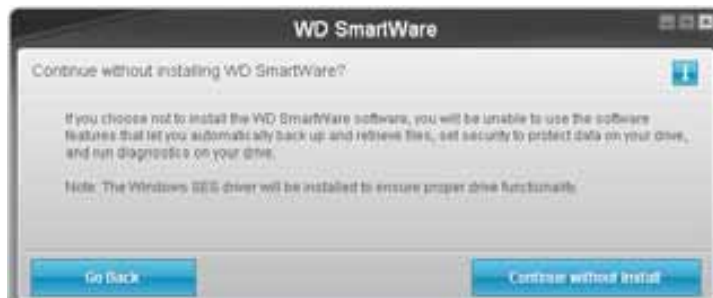 WD SmartWare
Continue without installing WD SmartWare?
If you choose not to install the WD SmartWare software, you will be unable to use the software
features that let you automatically back up and retrieve files, set security to protect data on your drive,
and run diagnostics on your drive.
Note: The Windows SES driver will be installed to ensure proper drive functionality.
Go Back
Continue without Install